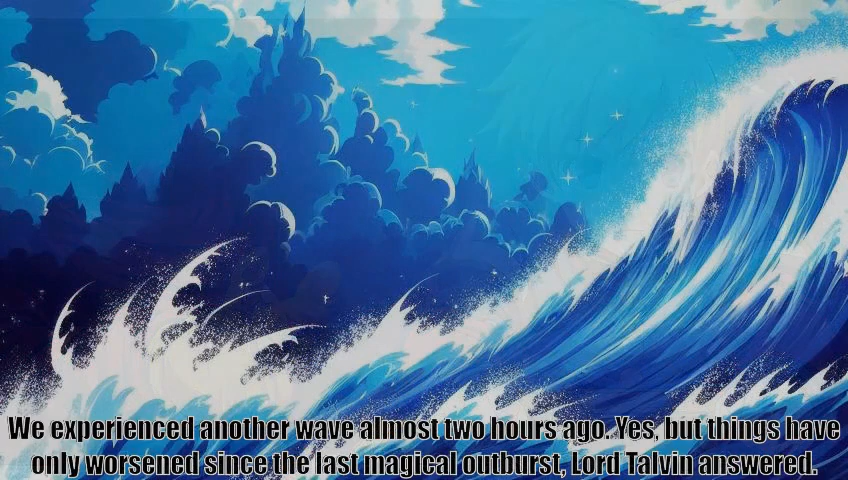 We experienced another wave almost two hours ago. Yes, but things have
only worsened since the last magical outburst, Lord Talvin answered.